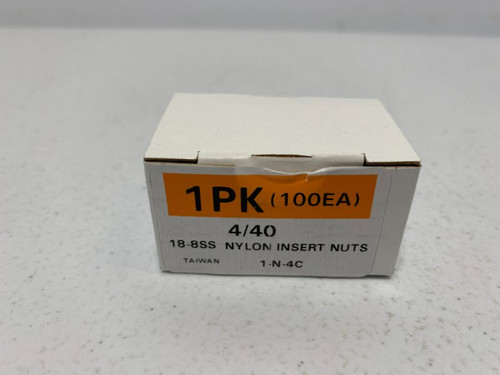 1PK (100EA)
4/40
18-8SS NYLON INSERT NUTS
TAIWAN 1-N-4C